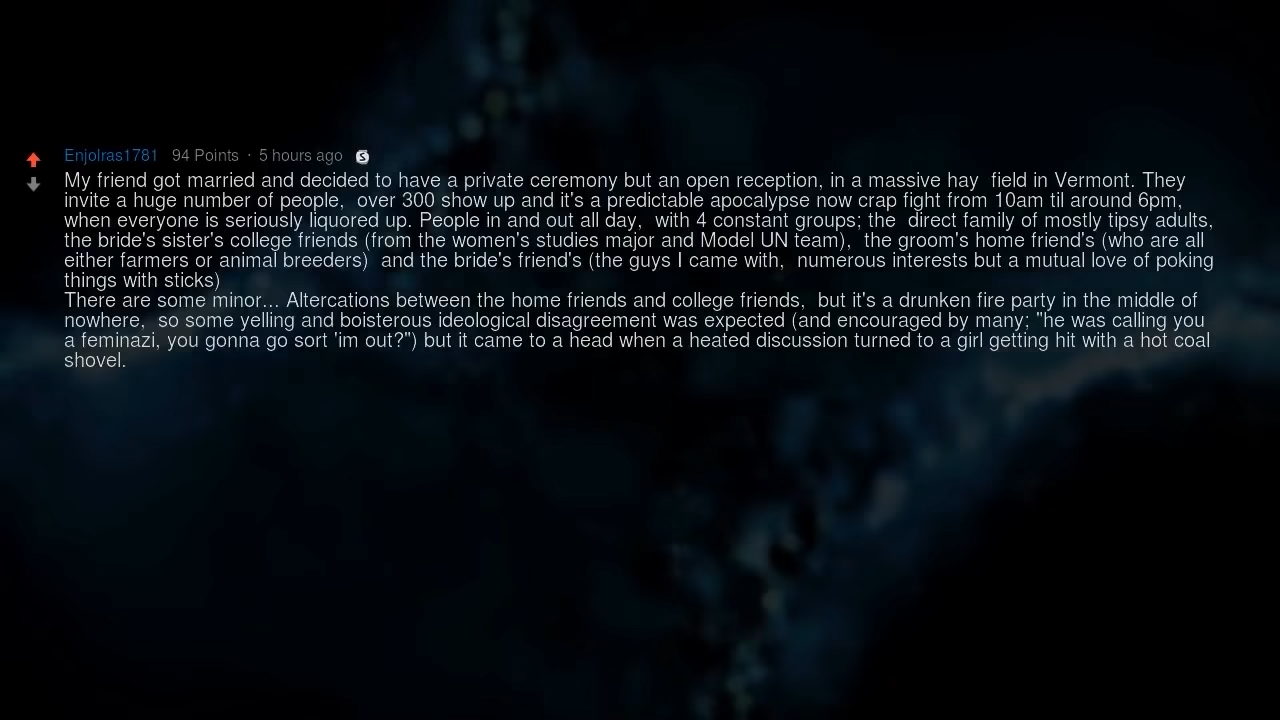 Enjolras1781 94 Points · 5 hours ago S
My friend got married and decided to have a private ceremony but an open reception, in a massive hay field in Vermont. They
invite a huge number of people, over 300 show up and it's a predictable apocalypse now crap fight from 10am til around 6pm,
when everyone is seriously liquored up. People in and out all day, with 4 constant groups; the direct family of mostly tipsy adults,
the bride's sister's college friends (from the women's studies major and Model UN team), the groom's home friend's (who are all
either farmers or animal breeders) and the bride's friend's (the guys I came with, numerous interests but a mutual love of poking
things with sticks)
There are some minor... Altercations between the home friends and college friends, but it's a drunken fire party in the middle of
nowhere, so some yelling and boisterous ideological disagreement was expected (and encouraged by many; "he was calling you
a feminazi, you gonna go sort 'im out?") but it came to a head when a heated discussion turned to a girl getting hit with a hot coal
shovel.